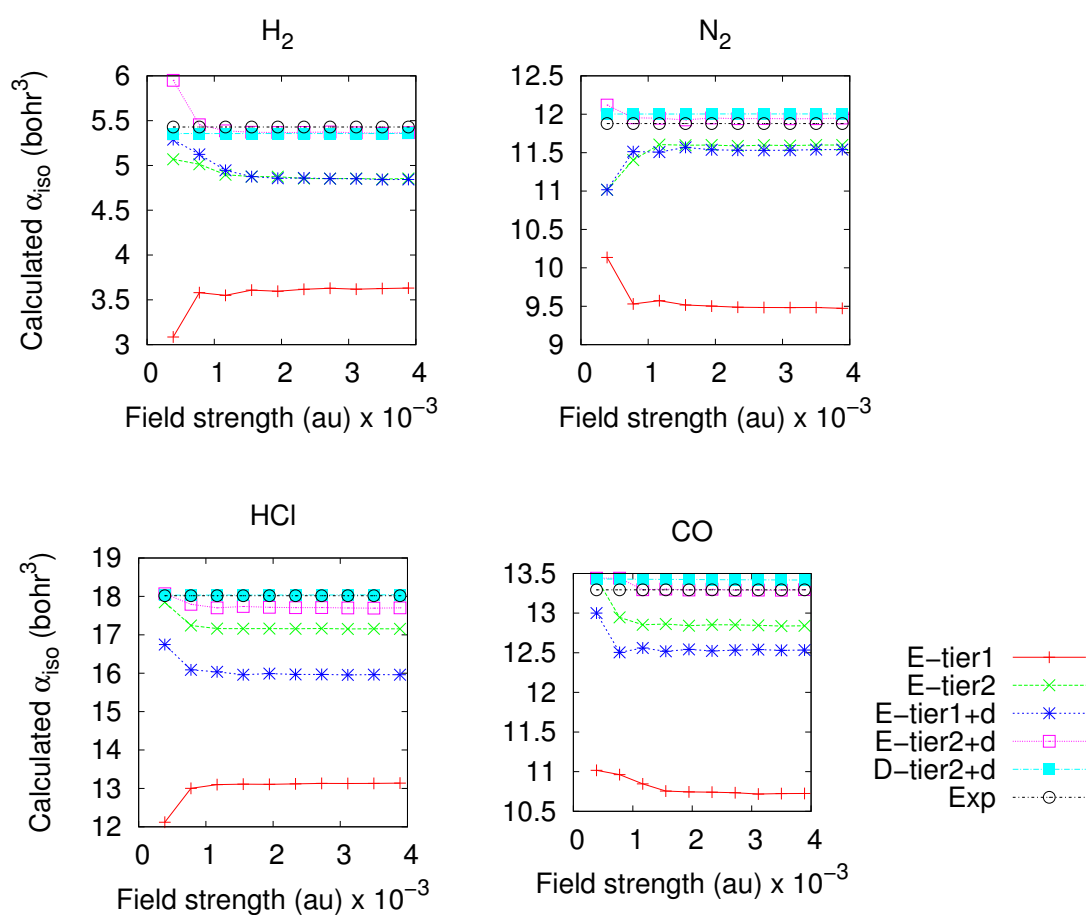 H₂
Calculated α_iso (bohr³)
6
5.5
5
4.5
4
3.5
3
0 1 2 3 4
Field strength (au) x 10⁻³
N₂
12.5
12
11.5
11
10.5
10
9.5
9
0 1 2 3 4
Field strength (au) x 10⁻³
HCl
Calculated α_iso (bohr³)
19
18
17
16
15
14
13
12
0 1 2 3 4
Field strength (au) x 10⁻³
CO
13.5
13
12.5
12
11.5
11
10.5
0 1 2 3 4
Field strength (au) x 10⁻³
E−tier1
E−tier2
E−tier1+d
E−tier2+d
D−tier2+d
Exp